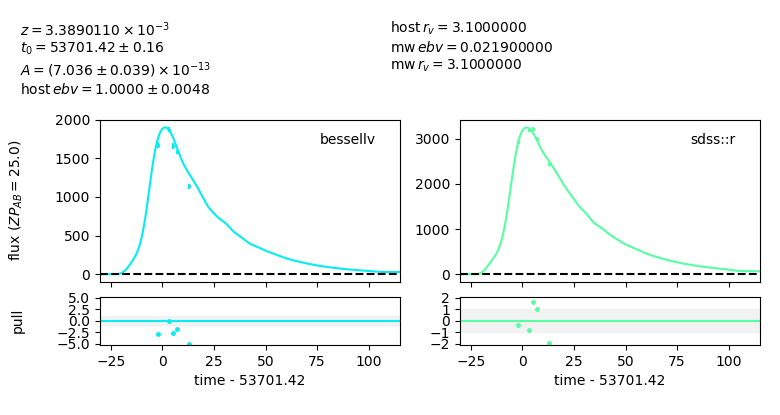 z = 3.3890110 × 10⁻³
t₀ = 53701.42 ± 0.16
A = (7.036 ± 0.039) × 10⁻¹³
host ebv = 1.0000 ± 0.0048
host r_v = 3.1000000
mw ebv = 0.021900000
mw r_v = 3.1000000
flux (ZP_AB = 25.0)
2000
1500
1000
500
0
bessellv
3000
2000
1000
0
sdss::r
pull
5.0
2.5
0.0
−2.5
−5.0
2
1
0
−1
−2
−25 0 25 50 75 100
−25 0 25 50 75 100
time - 53701.42
time - 53701.42